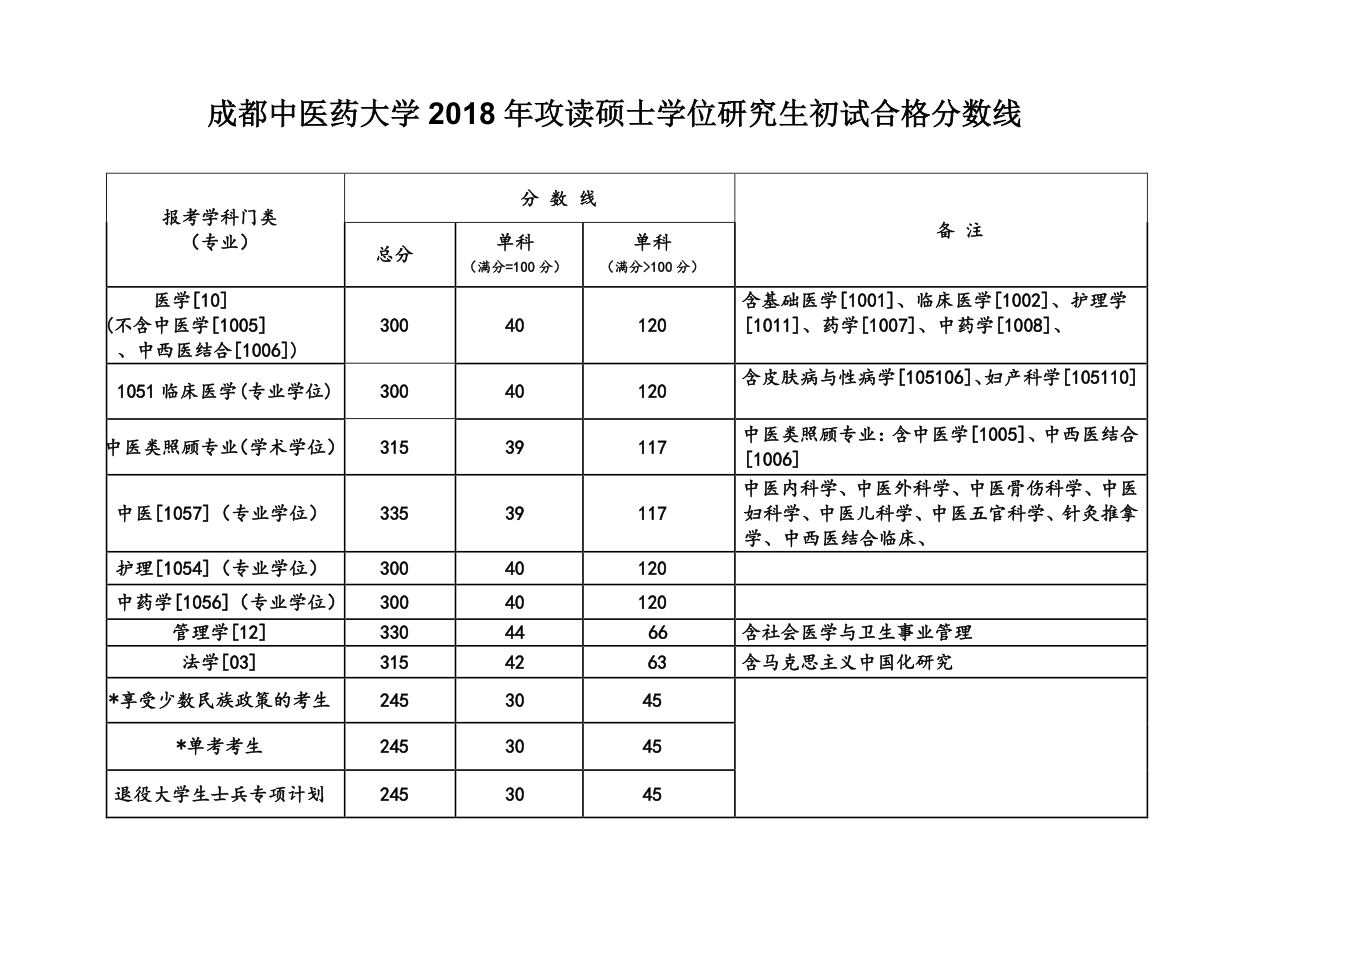 成都中医药大学 2018 年攻读硕士学位研究生初试合格分数线
报考学科门类
（专业）
分 数 线
备 注
总分
单科
（满分=100 分）
单科
（满分>100 分）
医学[10]
(不含中医学[1005]
、中西医结合[1006])
300
40
120
含基础医学[1001]、临床医学[1002]、护理学
[1011]、药学[1007]、中药学[1008]、
1051 临床医学(专业学位)
300
40
120
含皮肤病与性病学[105106]、妇产科学[105110]
中医类照顾专业(学术学位)
315
39
117
中医类照顾专业：含中医学[1005]、中西医结合
[1006]
中医[1057]（专业学位）
335
39
117
中医内科学、中医外科学、中医骨伤科学、中医
妇科学、中医儿科学、中医五官科学、针灸推拿
学、中西医结合临床、
护理[1054]（专业学位）
300
40
120
中药学[1056]（专业学位）
300
40
120
管理学[12]
330
44
66
含社会医学与卫生事业管理
法学[03]
315
42
63
含马克思主义中国化研究
*享受少数民族政策的考生
245
30
45
*单考考生
245
30
45
退役大学生士兵专项计划
245
30
45